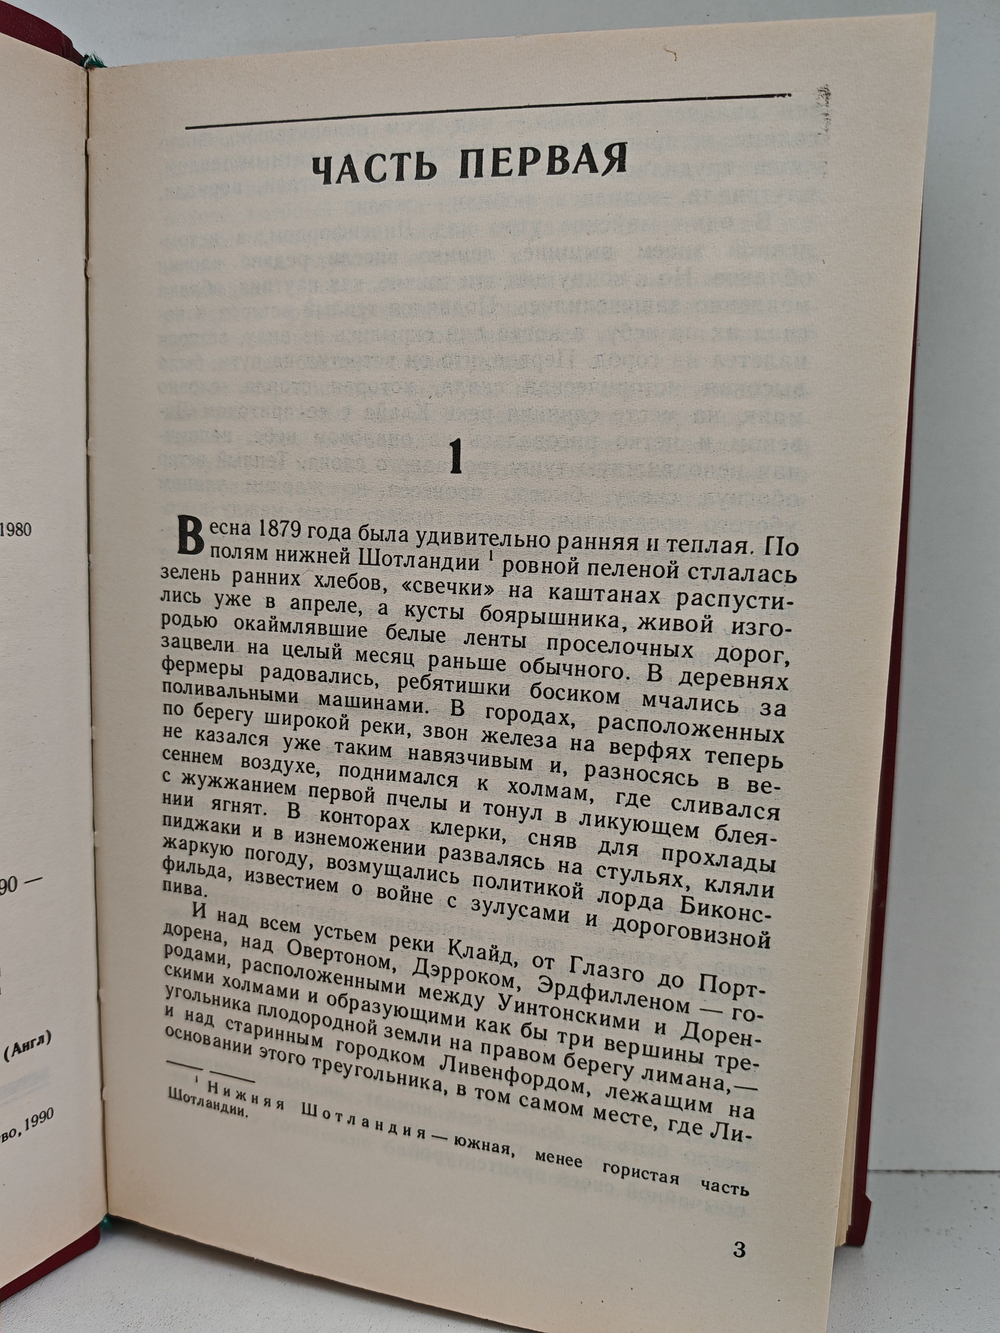 1980
90 —
(Англ)
во, 1990
ЧАСТЬ ПЕРВАЯ
1
Весна 1879 года была удивительно ранняя и теплая. По
полям нижней Шотландии ¹ ровной пеленой стлалась
зелень ранних хлебов, «свечки» на каштанах распусти-
лись уже в апреле, а кусты боярышника, живой изго-
родью окаймлявшие белые ленты проселочных дорог,
зацвели на целый месяц раньше обычного. В деревнях
фермеры радовались, ребятишки босиком мчались за
поливальными машинами. В городах, расположенных
по берегу широкой реки, звон железа на верфях теперь
не казался уже таким навязчивым и, разносясь в ве-
сеннем воздухе, поднимался к холмам, где сливался
с жужжанием первой пчелы и тонул в ликующем блея-
нии ягнят. В конторах клерки, сняв для прохлады
пиджаки и в изнеможении развалясь на стульях, кляли
жаркую погоду, возмущались политикой лорда Биконс-
фильда, известием о войне с зулусами и дороговизной
пива.
И над всем устьем реки Клайд, от Глазго до Порт-
дорена, над Овертоном, Дэрроком, Эрдфилленом — го-
родами, расположенными между Уинтонскими и Дорен-
скими холмами и образующими как бы три вершины тре-
угольника плодородной земли на правом берегу лимана,—
и над старинным городком Ливенфордом, лежащим на
основании этого треугольника, в том самом месте, где Ли-
¹ Нижняя Шотландия — южная, менее гористая часть
Шотландии.
3